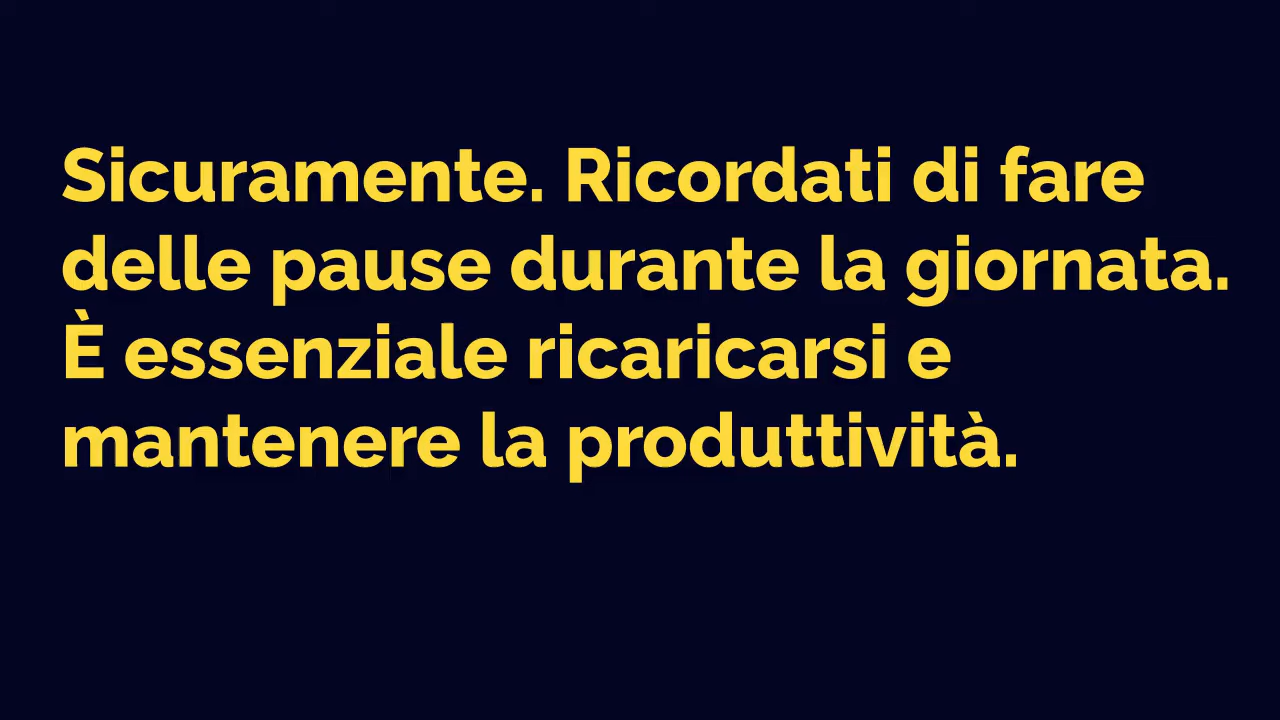 Sicuramente. Ricordati di fare
delle pause durante la giornata.
È essenziale ricaricarsi e
mantenere la produttività.